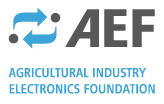 AEF
AGRICULTURAL INDUSTRY
ELECTRONICS FOUNDATION